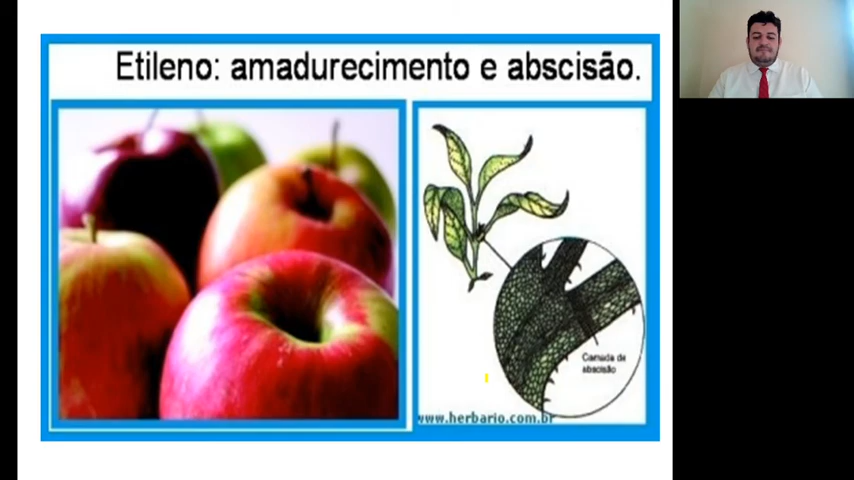 Etileno: amadurecimento e abscisão.
Camada de
abscisão
www.herbario.com.br